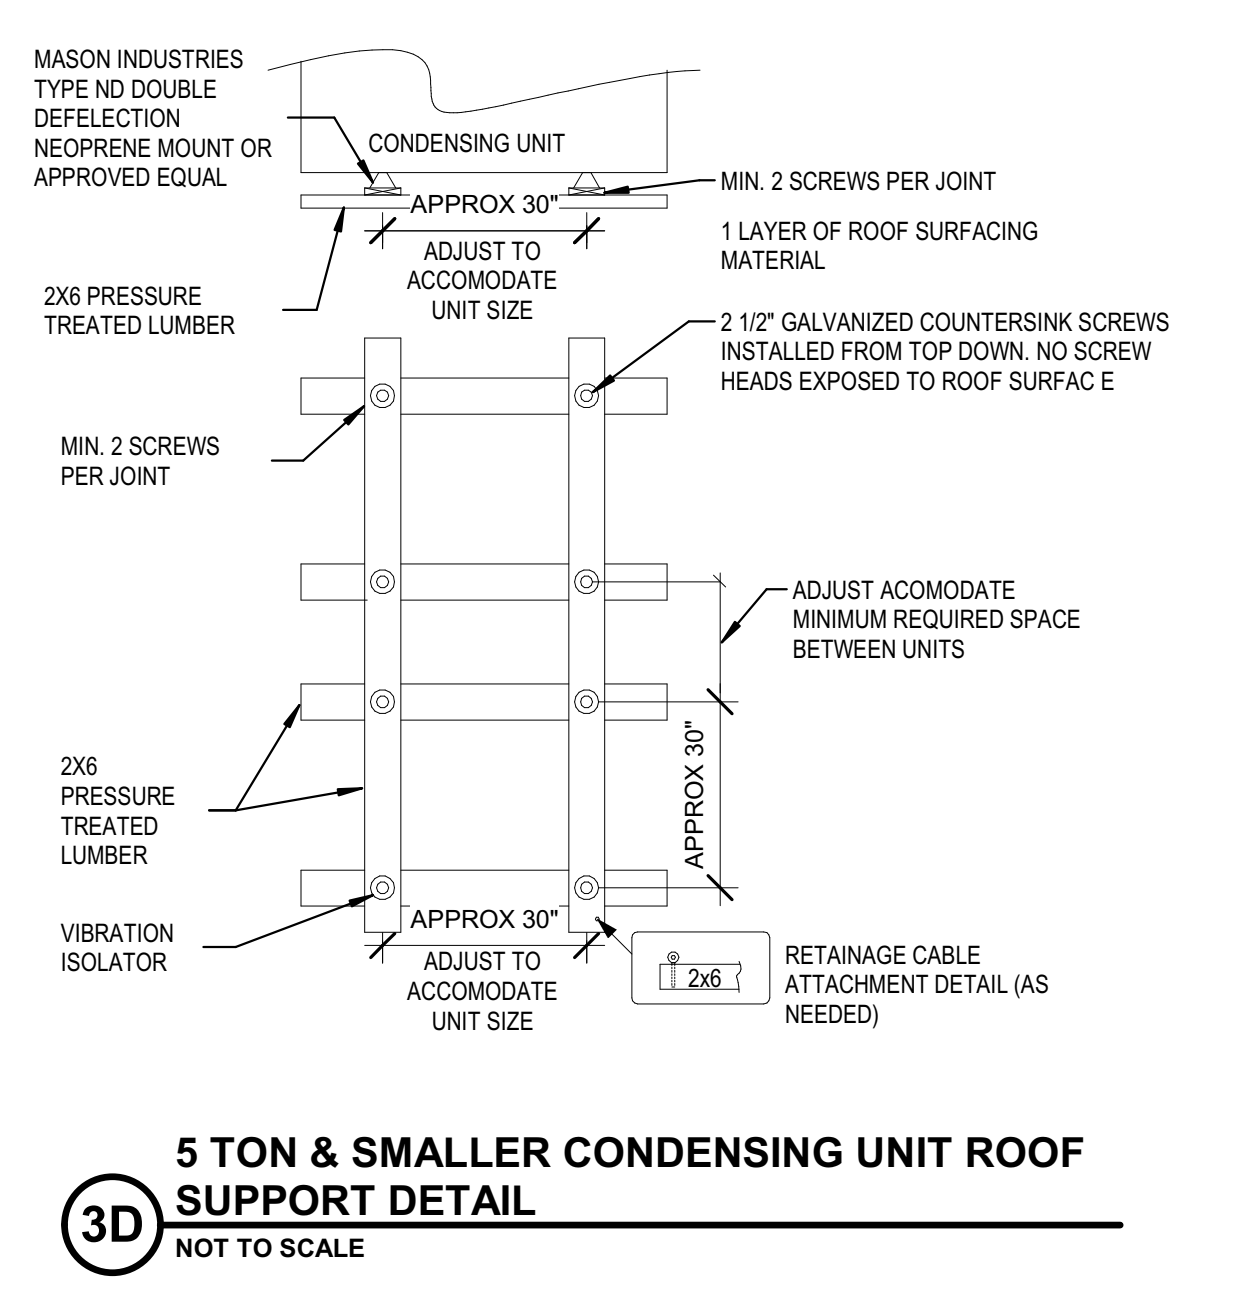 MASON INDUSTRIES
TYPE ND DOUBLE
DEFELECTION
NEOPRENE MOUNT OR
APPROVED EQUAL
CONDENSING UNIT
MIN. 2 SCREWS PER JOINT
APPROX 30"
1 LAYER OF ROOF SURFACING
MATERIAL
ADJUST TO
ACCOMODATE
UNIT SIZE
2X6 PRESSURE
TREATED LUMBER
2 1/2" GALVANIZED COUNTERSINK SCREWS
INSTALLED FROM TOP DOWN. NO SCREW
HEADS EXPOSED TO ROOF SURFAC E
MIN. 2 SCREWS
PER JOINT
ADJUST ACOMODATE
MINIMUM REQUIRED SPACE
BETWEEN UNITS
APPROX 30"
2X6
PRESSURE
TREATED
LUMBER
VIBRATION
ISOLATOR
APPROX 30"
ADJUST TO
ACCOMODATE
UNIT SIZE
2x6
RETAINAGE CABLE
ATTACHMENT DETAIL (AS
NEEDED)
3D
5 TON & SMALLER CONDENSING UNIT ROOF
SUPPORT DETAIL
NOT TO SCALE